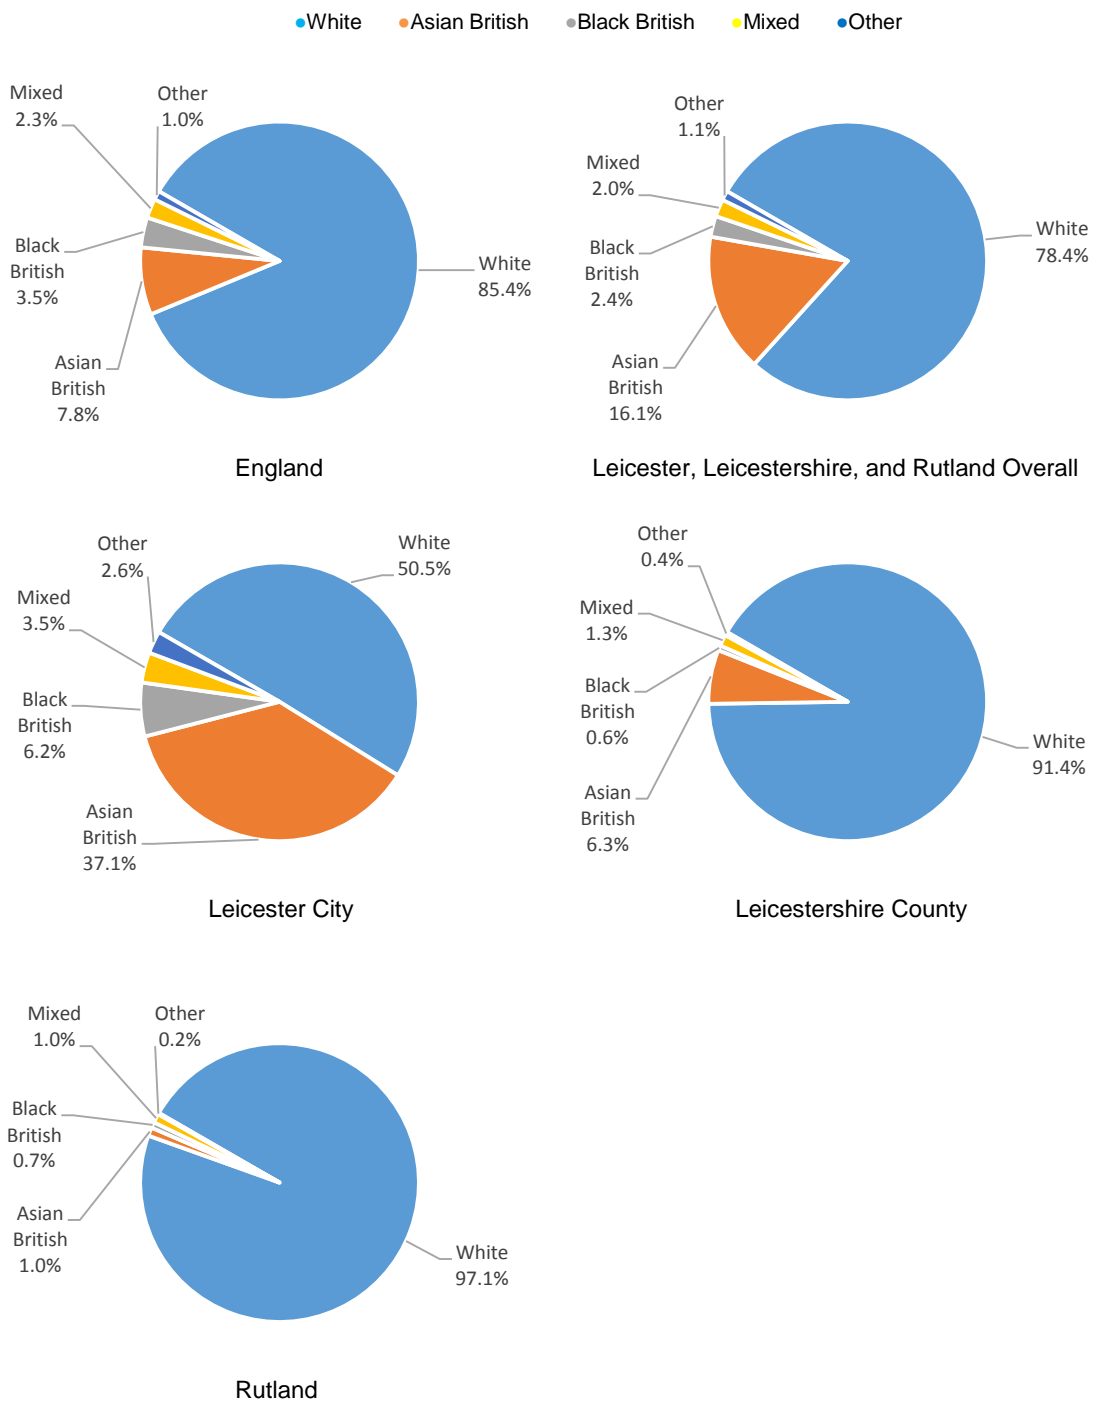 White Asian British Black British Mixed Other
Mixed
2.3%
Other
1.0%
Black
British
3.5%
Asian
British
7.8%
White
85.4%
England
Other
1.1%
Mixed
2.0%
Black
British
2.4%
Asian
British
16.1%
White
78.4%
Leicester, Leicestershire, and Rutland Overall
Other
2.6%
Mixed
3.5%
Black
British
6.2%
Asian
British
37.1%
White
50.5%
Leicester City
Other
0.4%
Mixed
1.3%
Black
British
0.6%
Asian
British
6.3%
White
91.4%
Leicestershire County
Mixed
1.0%
Other
0.2%
Black
British
0.7%
Asian
British
1.0%
White
97.1%
Rutland